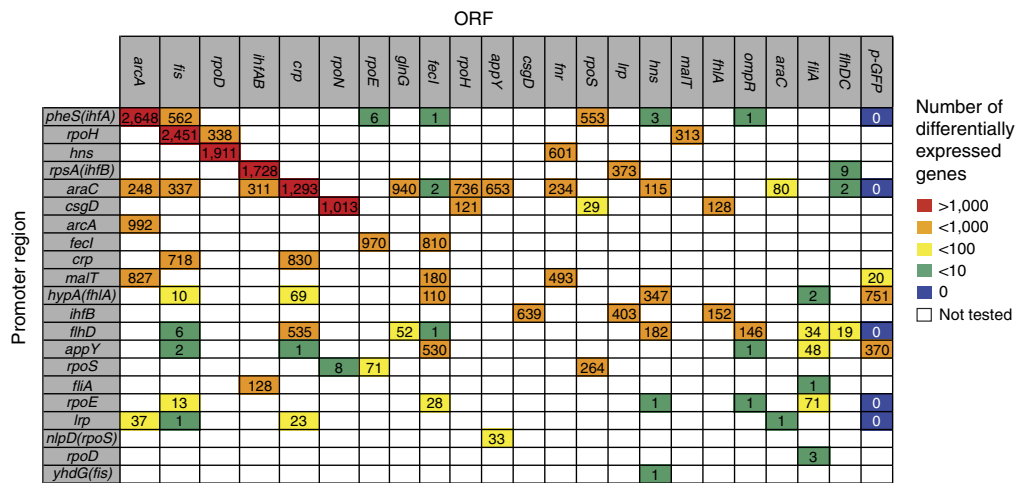 ORF
arcA fis rpoD ihfAB crp rpoN rpoE glnG fecI rpoH appY csgD fnr rpoS lrp hns malT fhlA ompR araC fliA flhDC p-GFP
Promoter region
pheS(ihfA) 2,648 562 6 1 553 3 1 0
rpoH 2,451 338 313
hns 1,911 601
rpsA(ihfB) 1,728 373 9
araC 248 337 311 1,293 940 2 736 653 234 115 80 2 0
csgD 1,013 121 29 128
arcA 992
fecI 970 810
crp 718 830
malT 827 180 493 20
hypA(fhlA) 10 69 110 347 2 751
ihfB 639 403 152
flhD 6 535 52 1 182 146 34 19 0
appY 2 1 530 1 48 370
rpoS 8 71 264
fliA 128 1
rpoE 13 28 1 1 71 0
lrp 37 1 23 1 0
nlpD(rpoS) 33
rpoD 3
yhdG(fis) 1
Number of
differentially
expressed
genes
>1,000
<1,000
<100
<10
0
Not tested